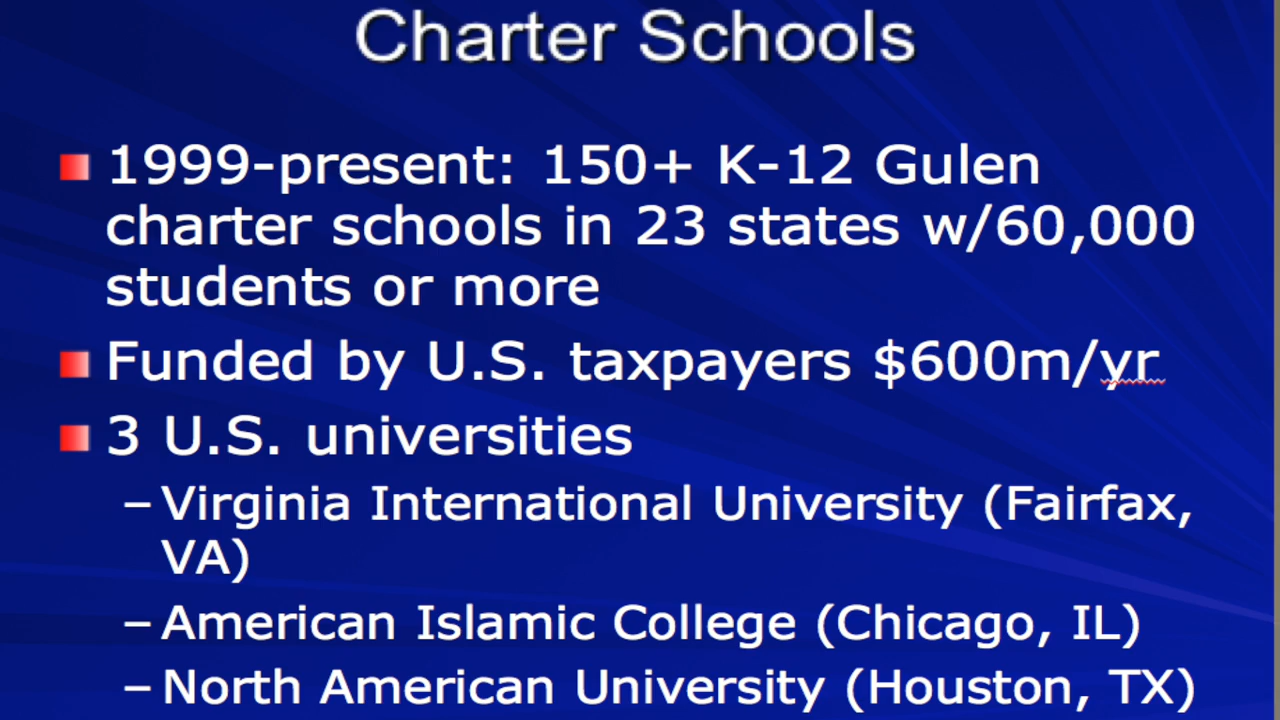 Charter Schools
1999-present: 150+ K-12 Gulen
charter schools in 23 states w/60,000
students or more
Funded by U.S. taxpayers $600m/yr
3 U.S. universities
–Virginia International University (Fairfax,
VA)
–American Islamic College (Chicago, IL)
–North American University (Houston, TX)